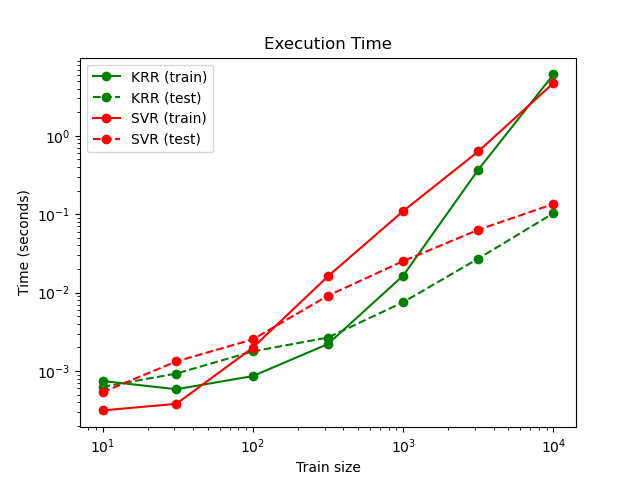 Execution Time
KRR (train)
KRR (test)
SVR (train)
SVR (test)
Time (seconds)
10⁰
10⁻¹
10⁻²
10⁻³
10¹
10²
10³
10⁴
Train size